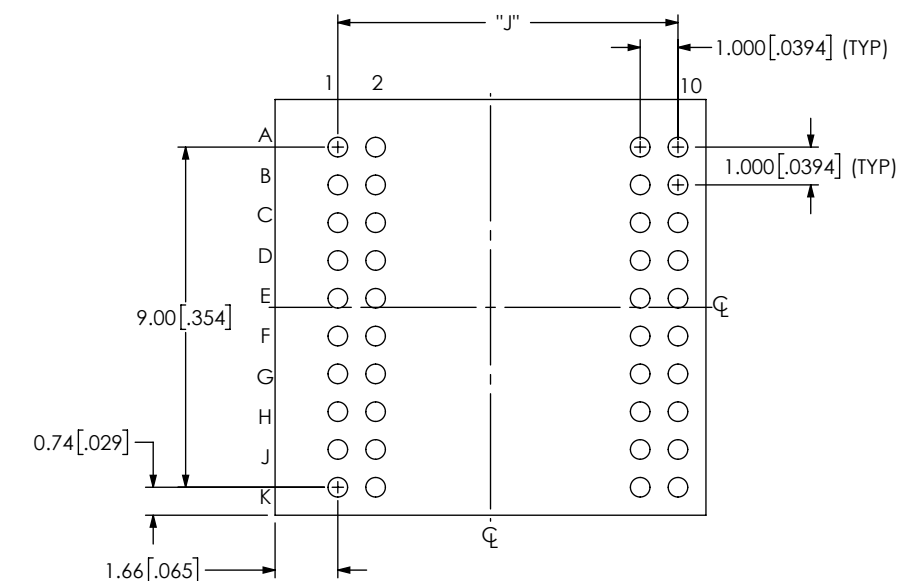 "J"
1.000[.0394] (TYP)
1 2 10
A
B
C
D
E
F
G
H
J
K
1.000[.0394] (TYP)
9.00[.354]
℄
0.74[.029]
℄
1.66[.065]